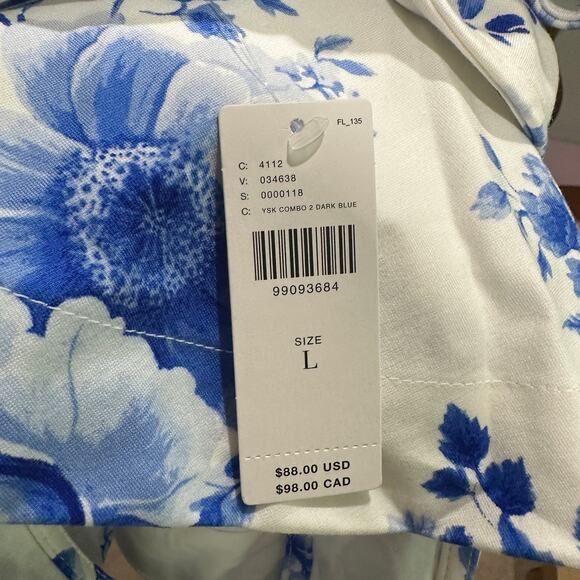 FL_135
C: 4112
V: 034638
S: 0000118
C: YSK COMBO 2 DARK BLUE
99093684
SIZE
L
$88.00 USD
$98.00 CAD